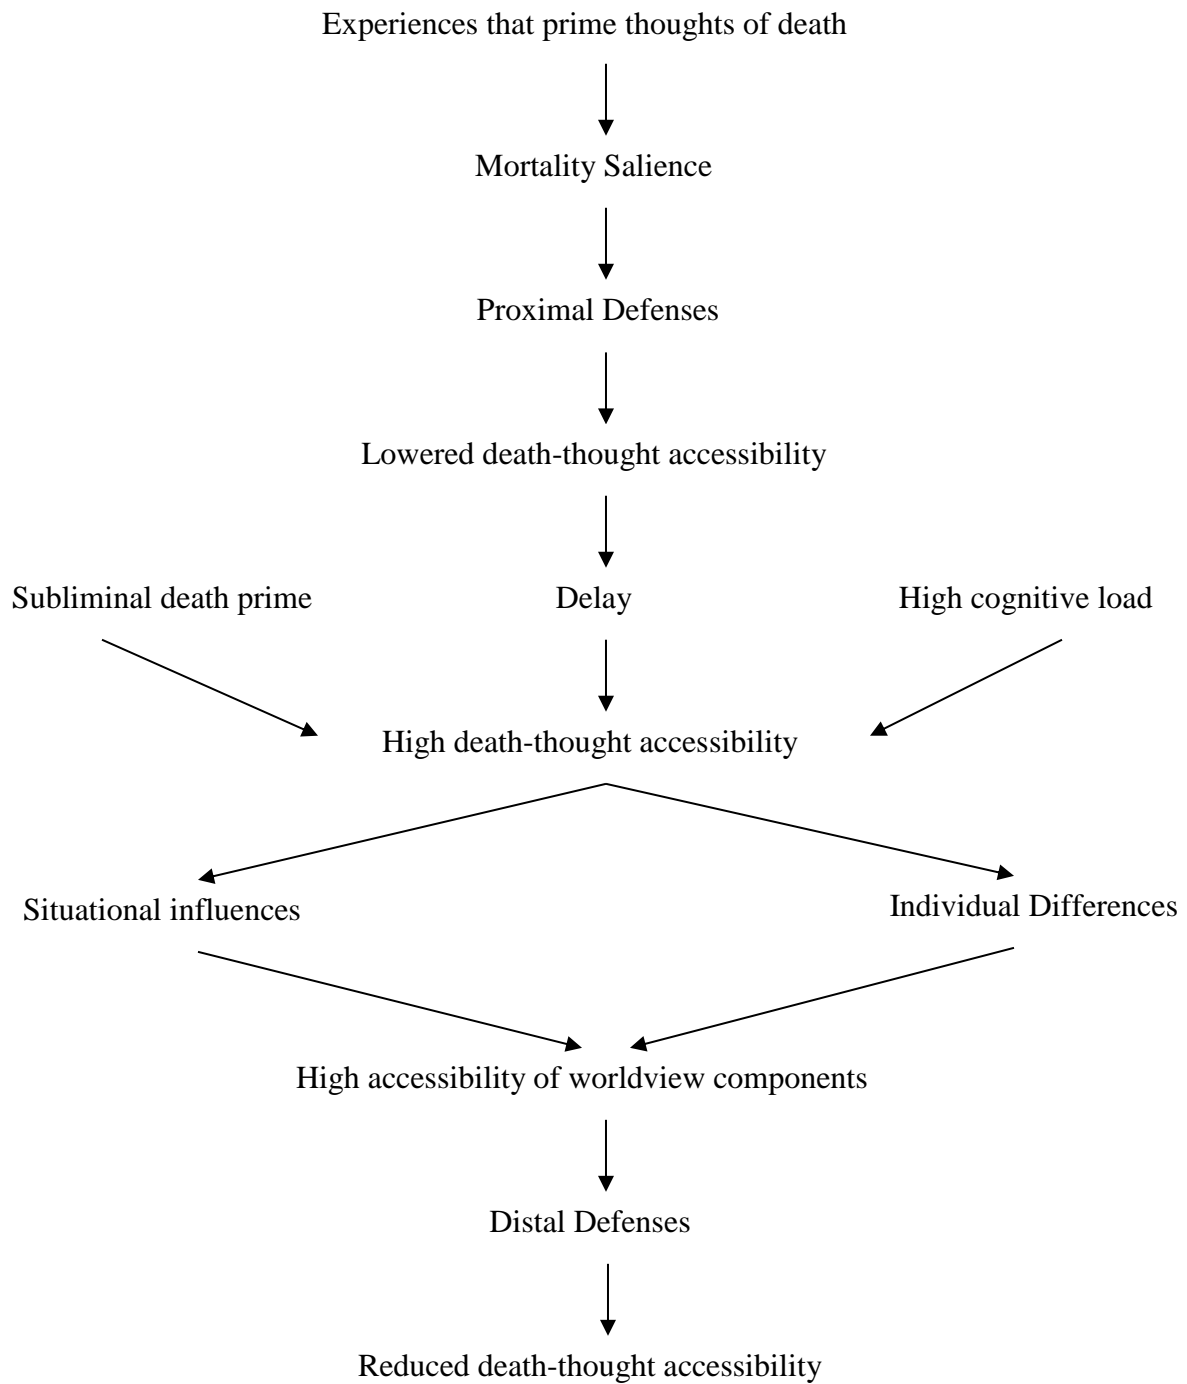 Experiences that prime thoughts of death
Mortality Salience
Proximal Defenses
Lowered death-thought accessibility
Subliminal death prime
Delay
High cognitive load
High death-thought accessibility
Situational influences
Individual Differences
High accessibility of worldview components
Distal Defenses
Reduced death-thought accessibility